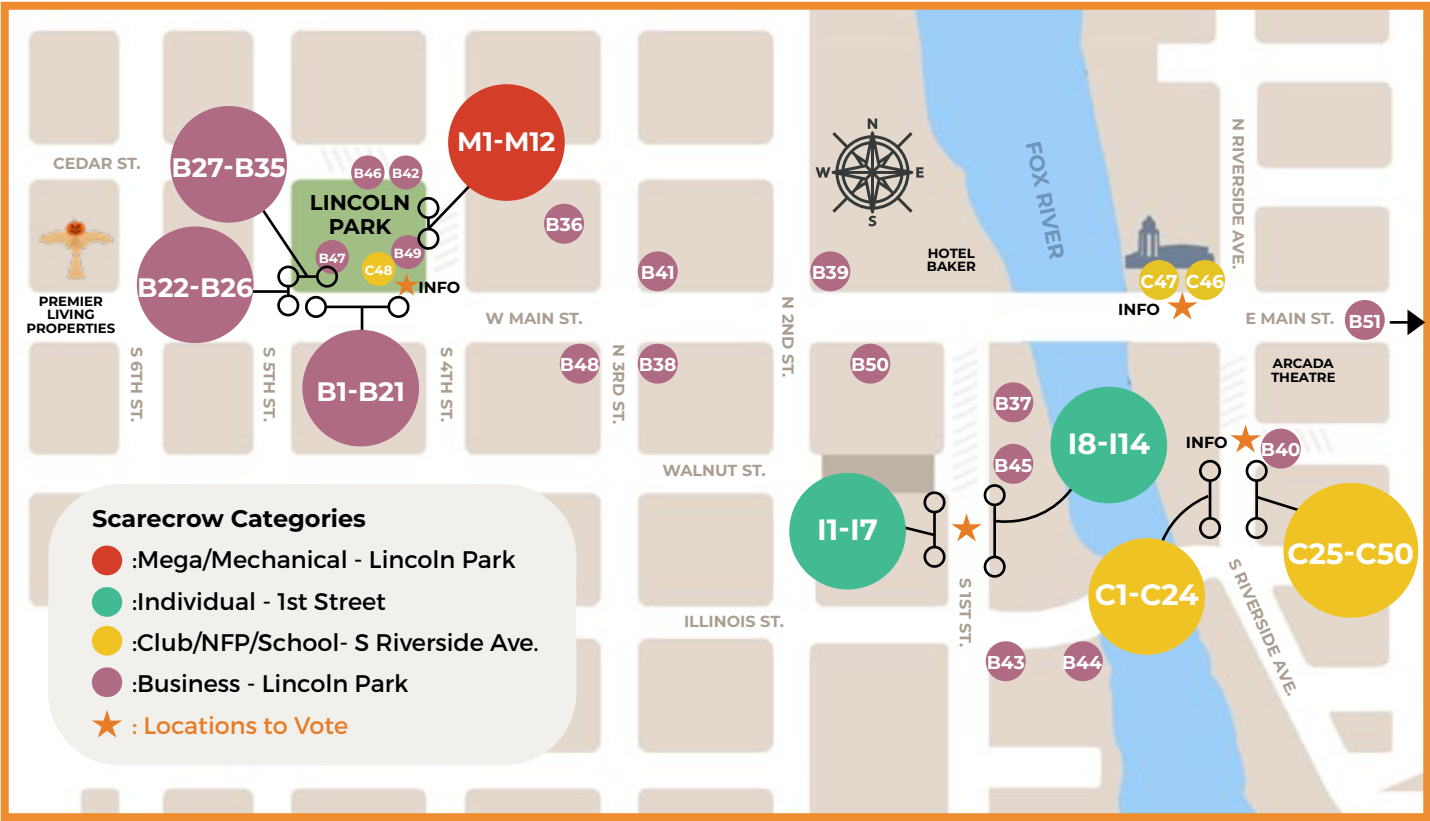 CEDAR ST.
B27-B35
B46
B42
M1-M12
LINCOLN
PARK
B36
B47
C48
B49
INFO
B22-B26
PREMIER
LIVING
PROPERTIES
B41
B39
N
W
E
S
HOTEL
BAKER
FOX RIVER
N RIVERSIDE AVE.
C47
C46
INFO
W MAIN ST.
E MAIN ST.
B51
S 6TH ST.
S 5TH ST.
B1-B21
S 4TH ST.
B48
N 3RD ST.
B38
N 2ND ST.
B50
ARCADA
THEATRE
B37
I8-I14
INFO
B40
B45
WALNUT ST.
I1-I7
C25-C50
C1-C24
S 1ST ST.
S RIVERSIDE AVE.
ILLINOIS ST.
B43
B44
Scarecrow Categories
:Mega/Mechanical - Lincoln Park
:Individual - 1st Street
:Club/NFP/School- S Riverside Ave.
:Business - Lincoln Park
: Locations to Vote